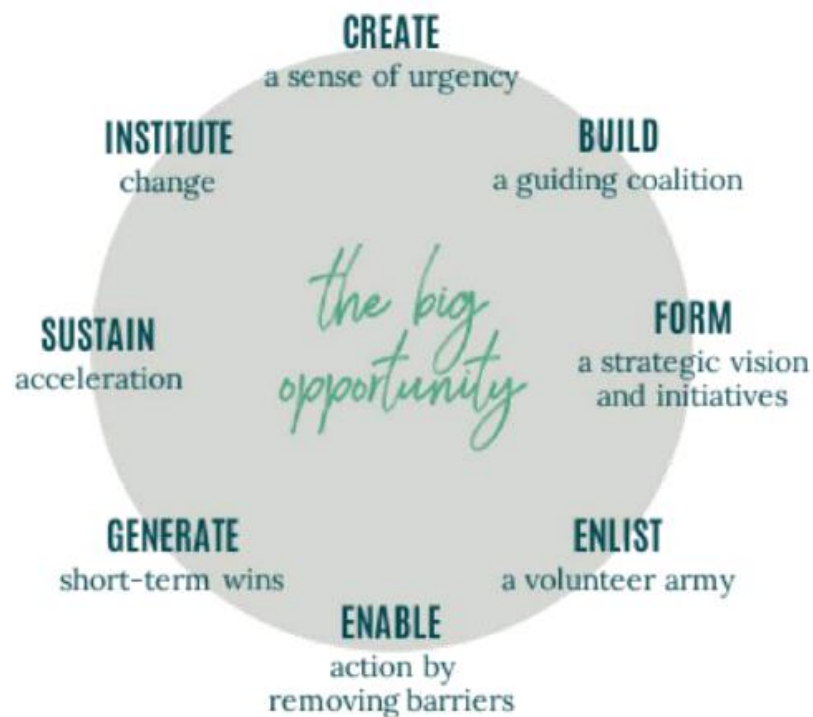 CREATE
a sense of urgency
BUILD
a guiding coalition
FORM
a strategic vision
and initiatives
ENLIST
a volunteer army
ENABLE
action by
removing barriers
GENERATE
short-term wins
SUSTAIN
acceleration
INSTITUTE
change
the big
opportunity